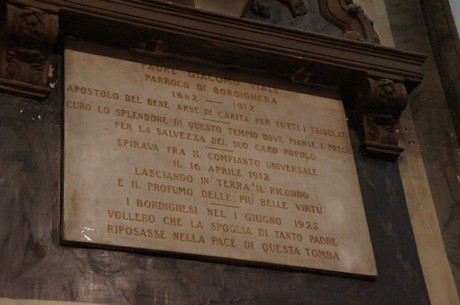 PADRE GIACOMO VIALE
PARROCO DI BORDIGHERA
1862 — 1912
APOSTOLO DEL BENE, ARSE DI CARITÀ PER TUTTI I TRIBOLATI
CURÒ LO SPLENDORE DI QUESTO TEMPIO DOVE PIANSE E PREGÒ
PER LA SALVEZZA DEL SUO CARO POPOLO
SPIRAVA FRA IL COMPIANTO UNIVERSALE
IL 16 APRILE 1912
LASCIANDO IN TERRA IL RICORDO
E IL PROFUMO DELLE PIÙ BELLE VIRTÙ
I BORDIGHESI NEL 1 GIUGNO 1925
VOLLERO CHE LA SPOGLIA DI TANTO PADRE
RIPOSASSE NELLA PACE DI QUESTA TOMBA